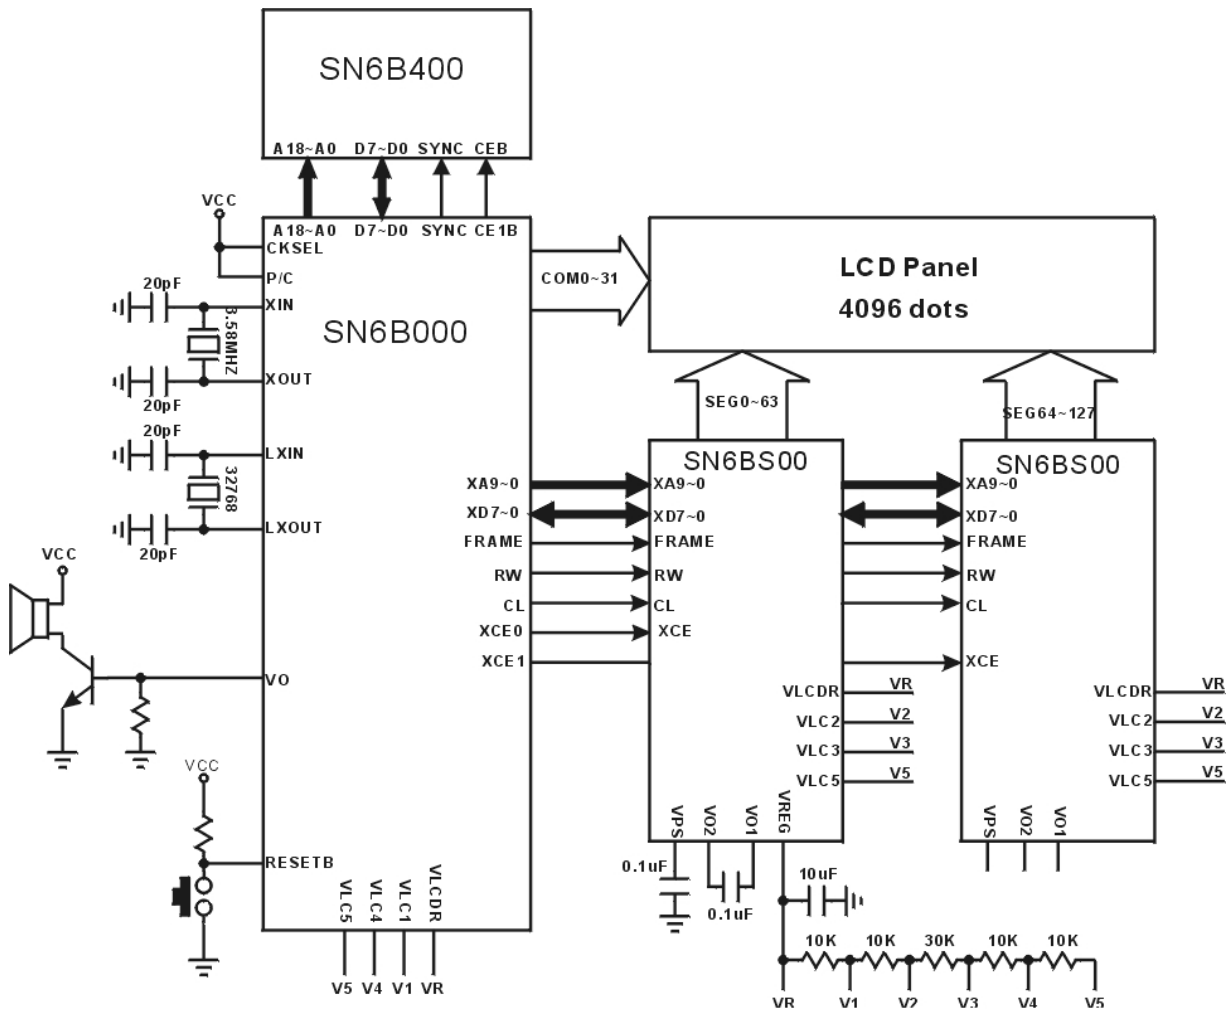 SN6B400
A18~A0 D7~D0 SYNC CEB
VCC
A18~A0 D7~D0 SYNC CE1B
CKSEL
P/C
20pF
XIN
3.58MHZ
XOUT
20pF
20pF
LXIN
32768
LXOUT
20pF
SN6B000
COM0~31
LCD Panel
4096 dots
SEG0~63
SEG64~127
SN6BS00
SN6BS00
XA9~0 XA9~0 XA9~0
XD7~0 XD7~0 XD7~0
FRAME FRAME FRAME
RW RW RW
CL CL CL
XCE0 XCE
XCE1 XCE
VCC
VO
VLCDR VR VLCDR VR
VLC2 V2 VLC2 V2
VLC3 V3 VLC3 V3
VLC5 V5 VLC5 V5
VCC
RESETB
VPS VO2 VO1 VREG
VPS VO2 VO1
VLC5 VLC4 VLC1 VLCDR
V5 V4 V1 VR
0.1uF
0.1uF
10uF
10K 10K 30K 10K 10K
VR V1 V2 V3 V4 V5